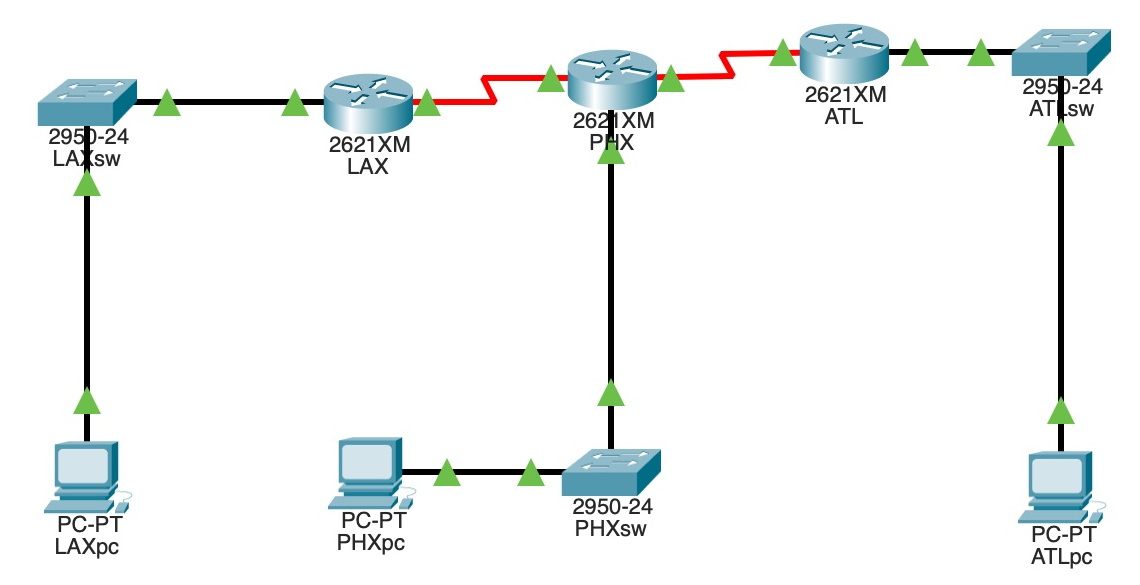 2950-24
LAXsw
2621XM
LAX
2621XM
PHX
2621XM
ATL
2950-24
ATLsw
PC-PT
LAXpc
PC-PT
PHXpc
2950-24
PHXsw
PC-PT
ATLpc